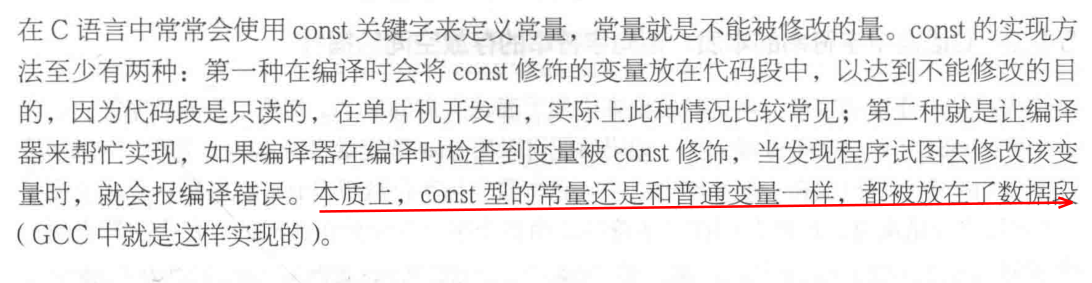 在 C 语言中常常会使用 const 关键字来定义常量，常量就是不能被修改的量。const 的实现方
法至少有两种：第一种在编译时会将 const 修饰的变量放在代码段中，以达到不能修改的目
的，因为代码段是只读的，在单片机开发中，实际上此种情况比较常见；第二种就是让编译
器来帮忙实现，如果编译器在编译时检查到变量被 const 修饰，当发现程序试图去修改该变
量时，就会报编译错误。本质上，const 型的常量还是和普通变量一样，都被放在了数据段
（GCC 中就是这样实现的）。